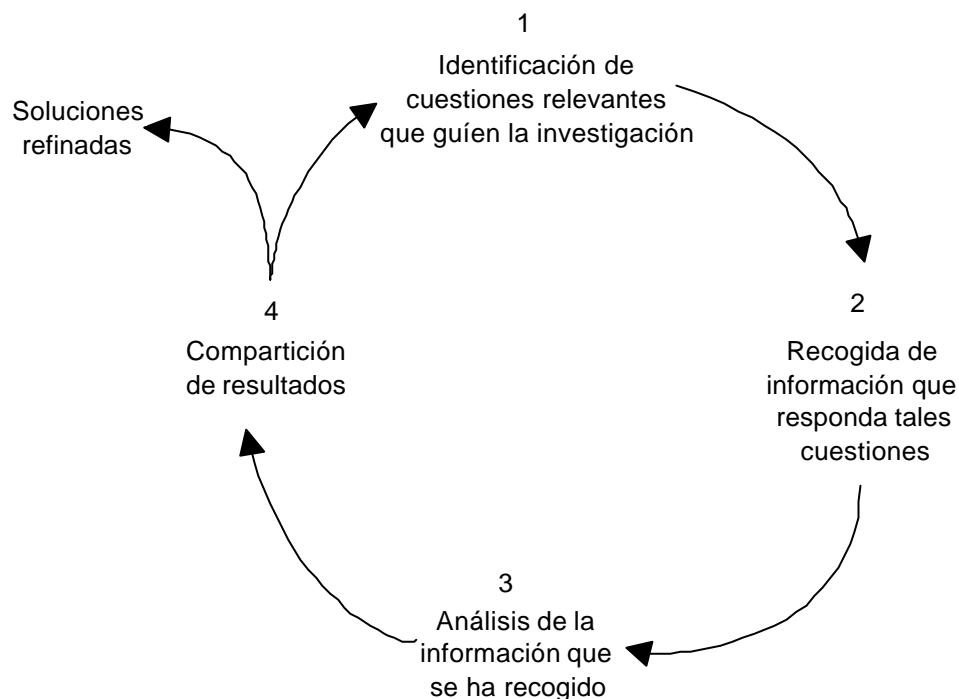 1
Identificación de
cuestiones relevantes
que guíen la investigación
Soluciones
refinadas
2
Recogida de
información que
responda tales
cuestiones
3
Análisis de la
información que
se ha recogido
4
Compartición
de resultados